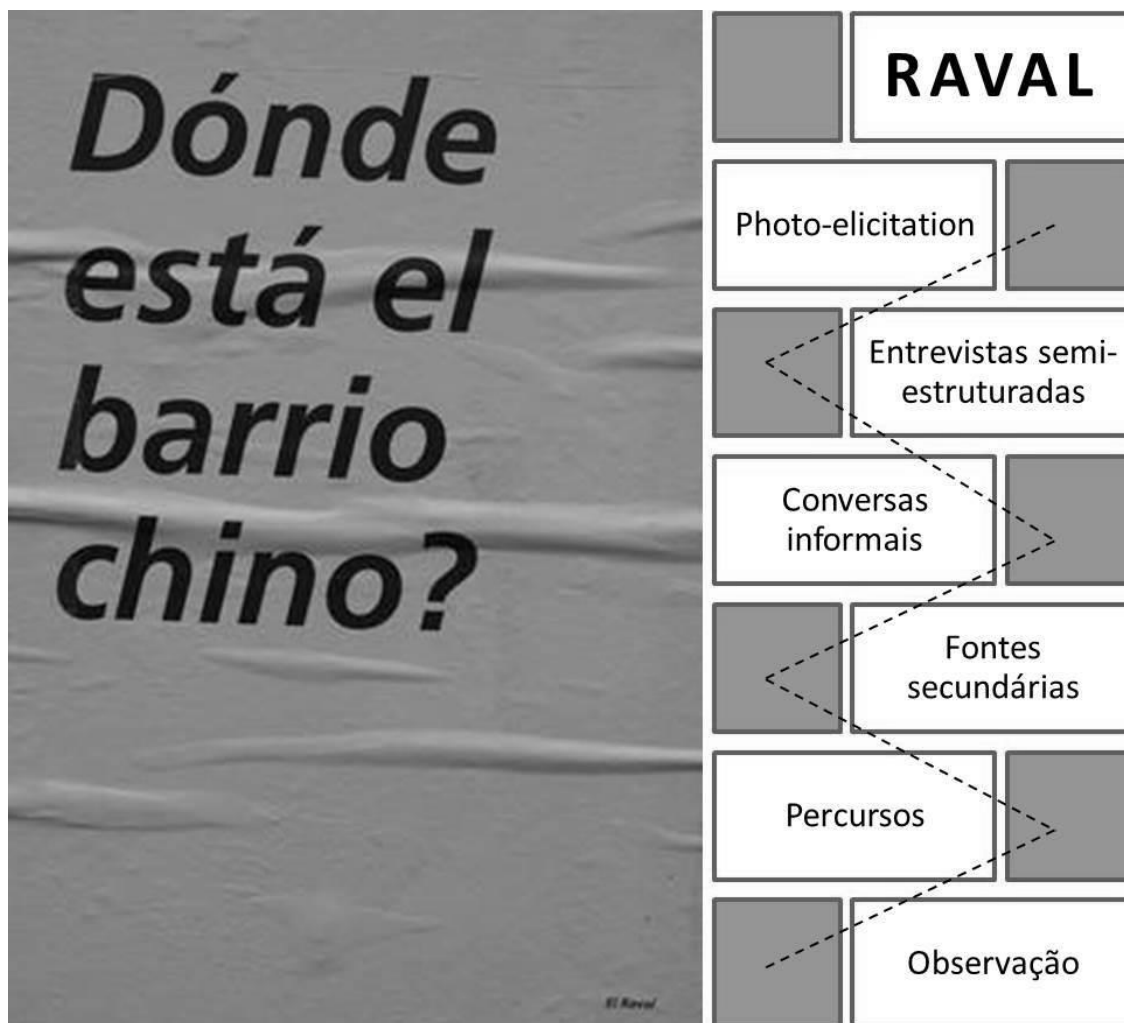 Dónde
está el
barrio
chino?
El Raval
RAVAL
Photo-elicitation
Entrevistas semi-
estruturadas
Conversas
informais
Fontes
secundárias
Percursos
Observação